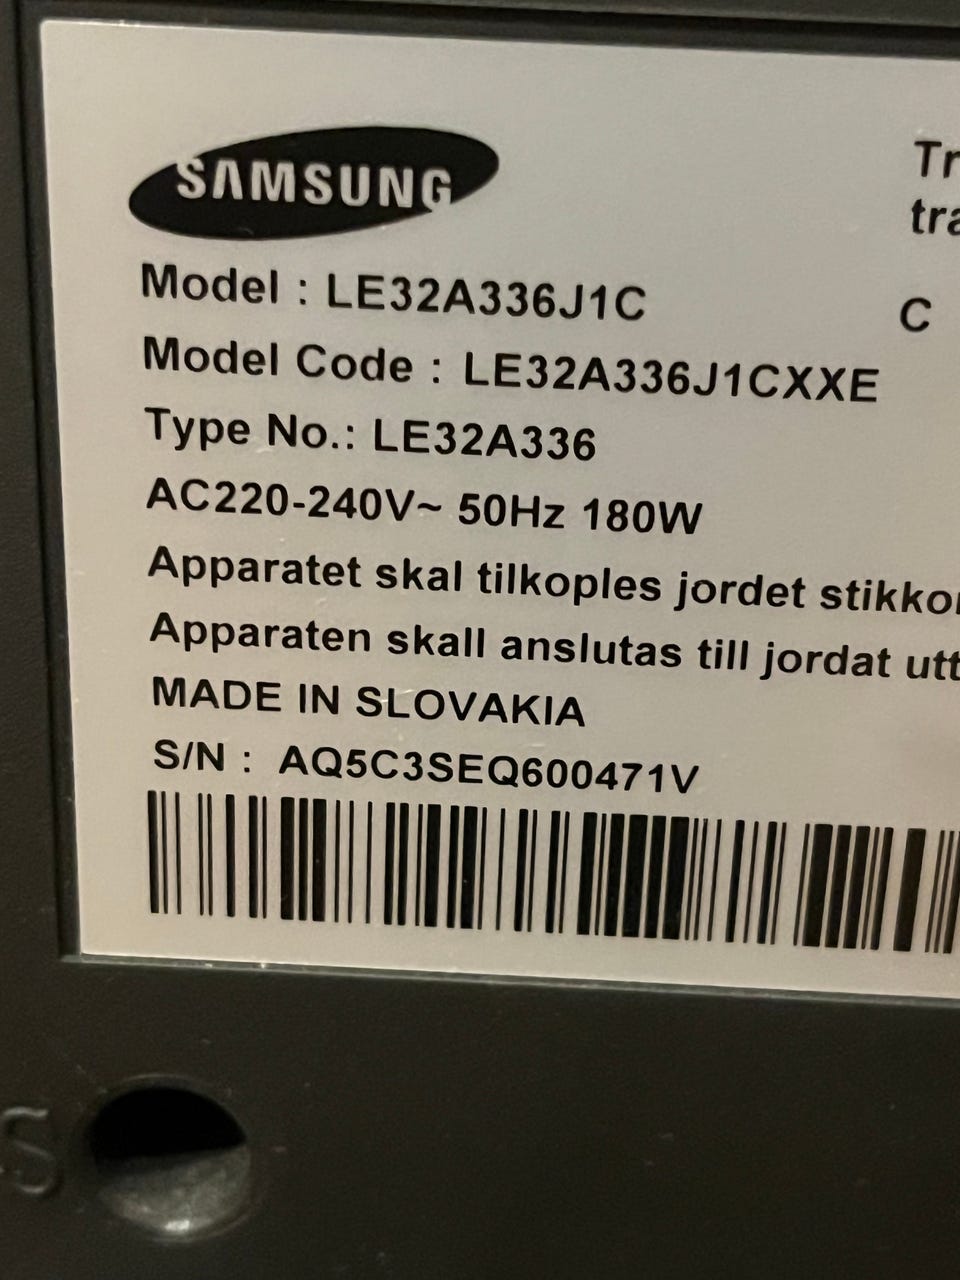 SAMSUNG
Model : LE32A336J1C
C
Model Code : LE32A336J1CXXE
Type No.: LE32A336
AC220-240V~ 50Hz 180W
Apparatet skal tilkoples jordet
Apparaten skall anslutas till jordat
MADE IN SLOVAKIA
S/N : AQ5C3SEQ600471V
S